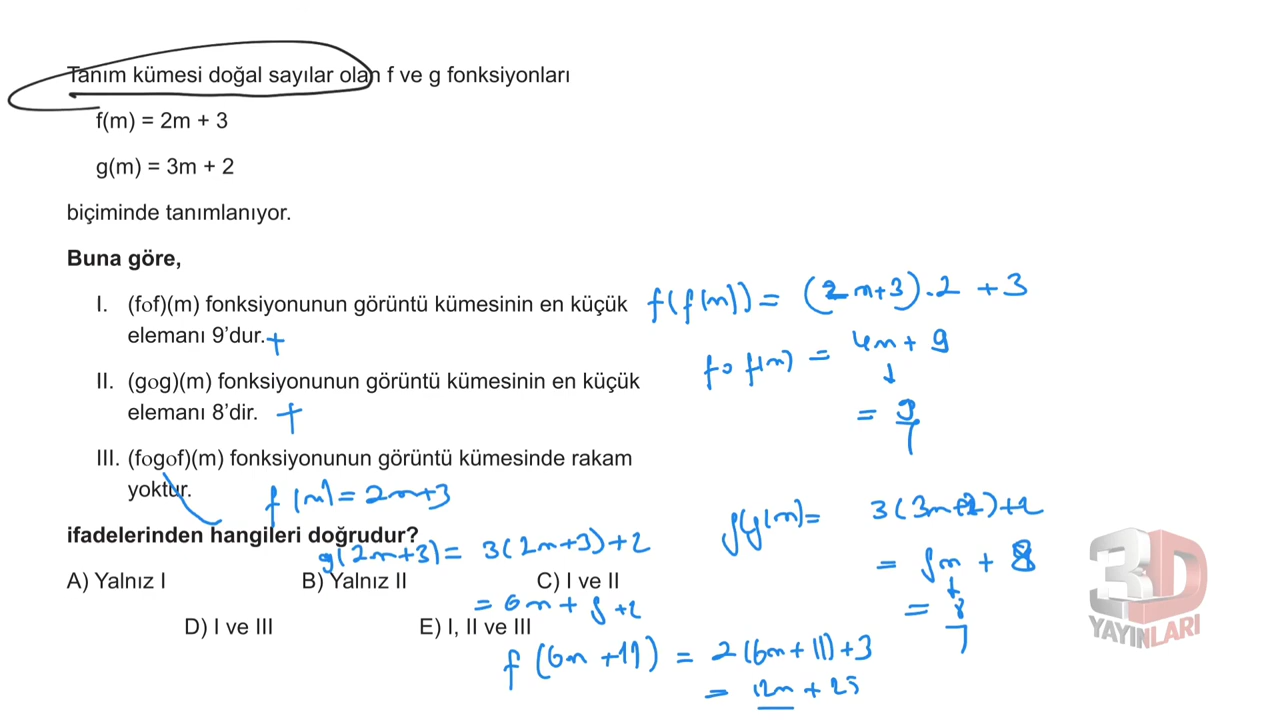 Tanım kümesi doğal sayılar olan f ve g fonksiyonları
f(m) = 2m + 3
g(m) = 3m + 2
biçiminde tanımlanıyor.
Buna göre,
I. (fof)(m) fonksiyonunun görüntü kümesinin en küçük
elemanı 9'dur. +
II. (gog)(m) fonksiyonunun görüntü kümesinin en küçük
elemanı 8'dir. +
III. (fogof)(m) fonksiyonunun görüntü kümesinde rakam
yoktur.
ifadelerinden hangileri doğrudur?
A) Yalnız I B) Yalnız II C) I ve II
D) I ve III E) I, II ve III
f(f(m)) = (2m+3).2 + 3
fof(m) = 4m + 9
= 9
f(m) = 2m+3
g(2m+3) = 3(2m+3)+2
= 6m + 9 +2
f(6m +11) = 2(6m+11)+3
= 12m + 25
g(g(m) = 3(3m+2)+2
= 9m + 8
= 8
3D
YAYINLARI